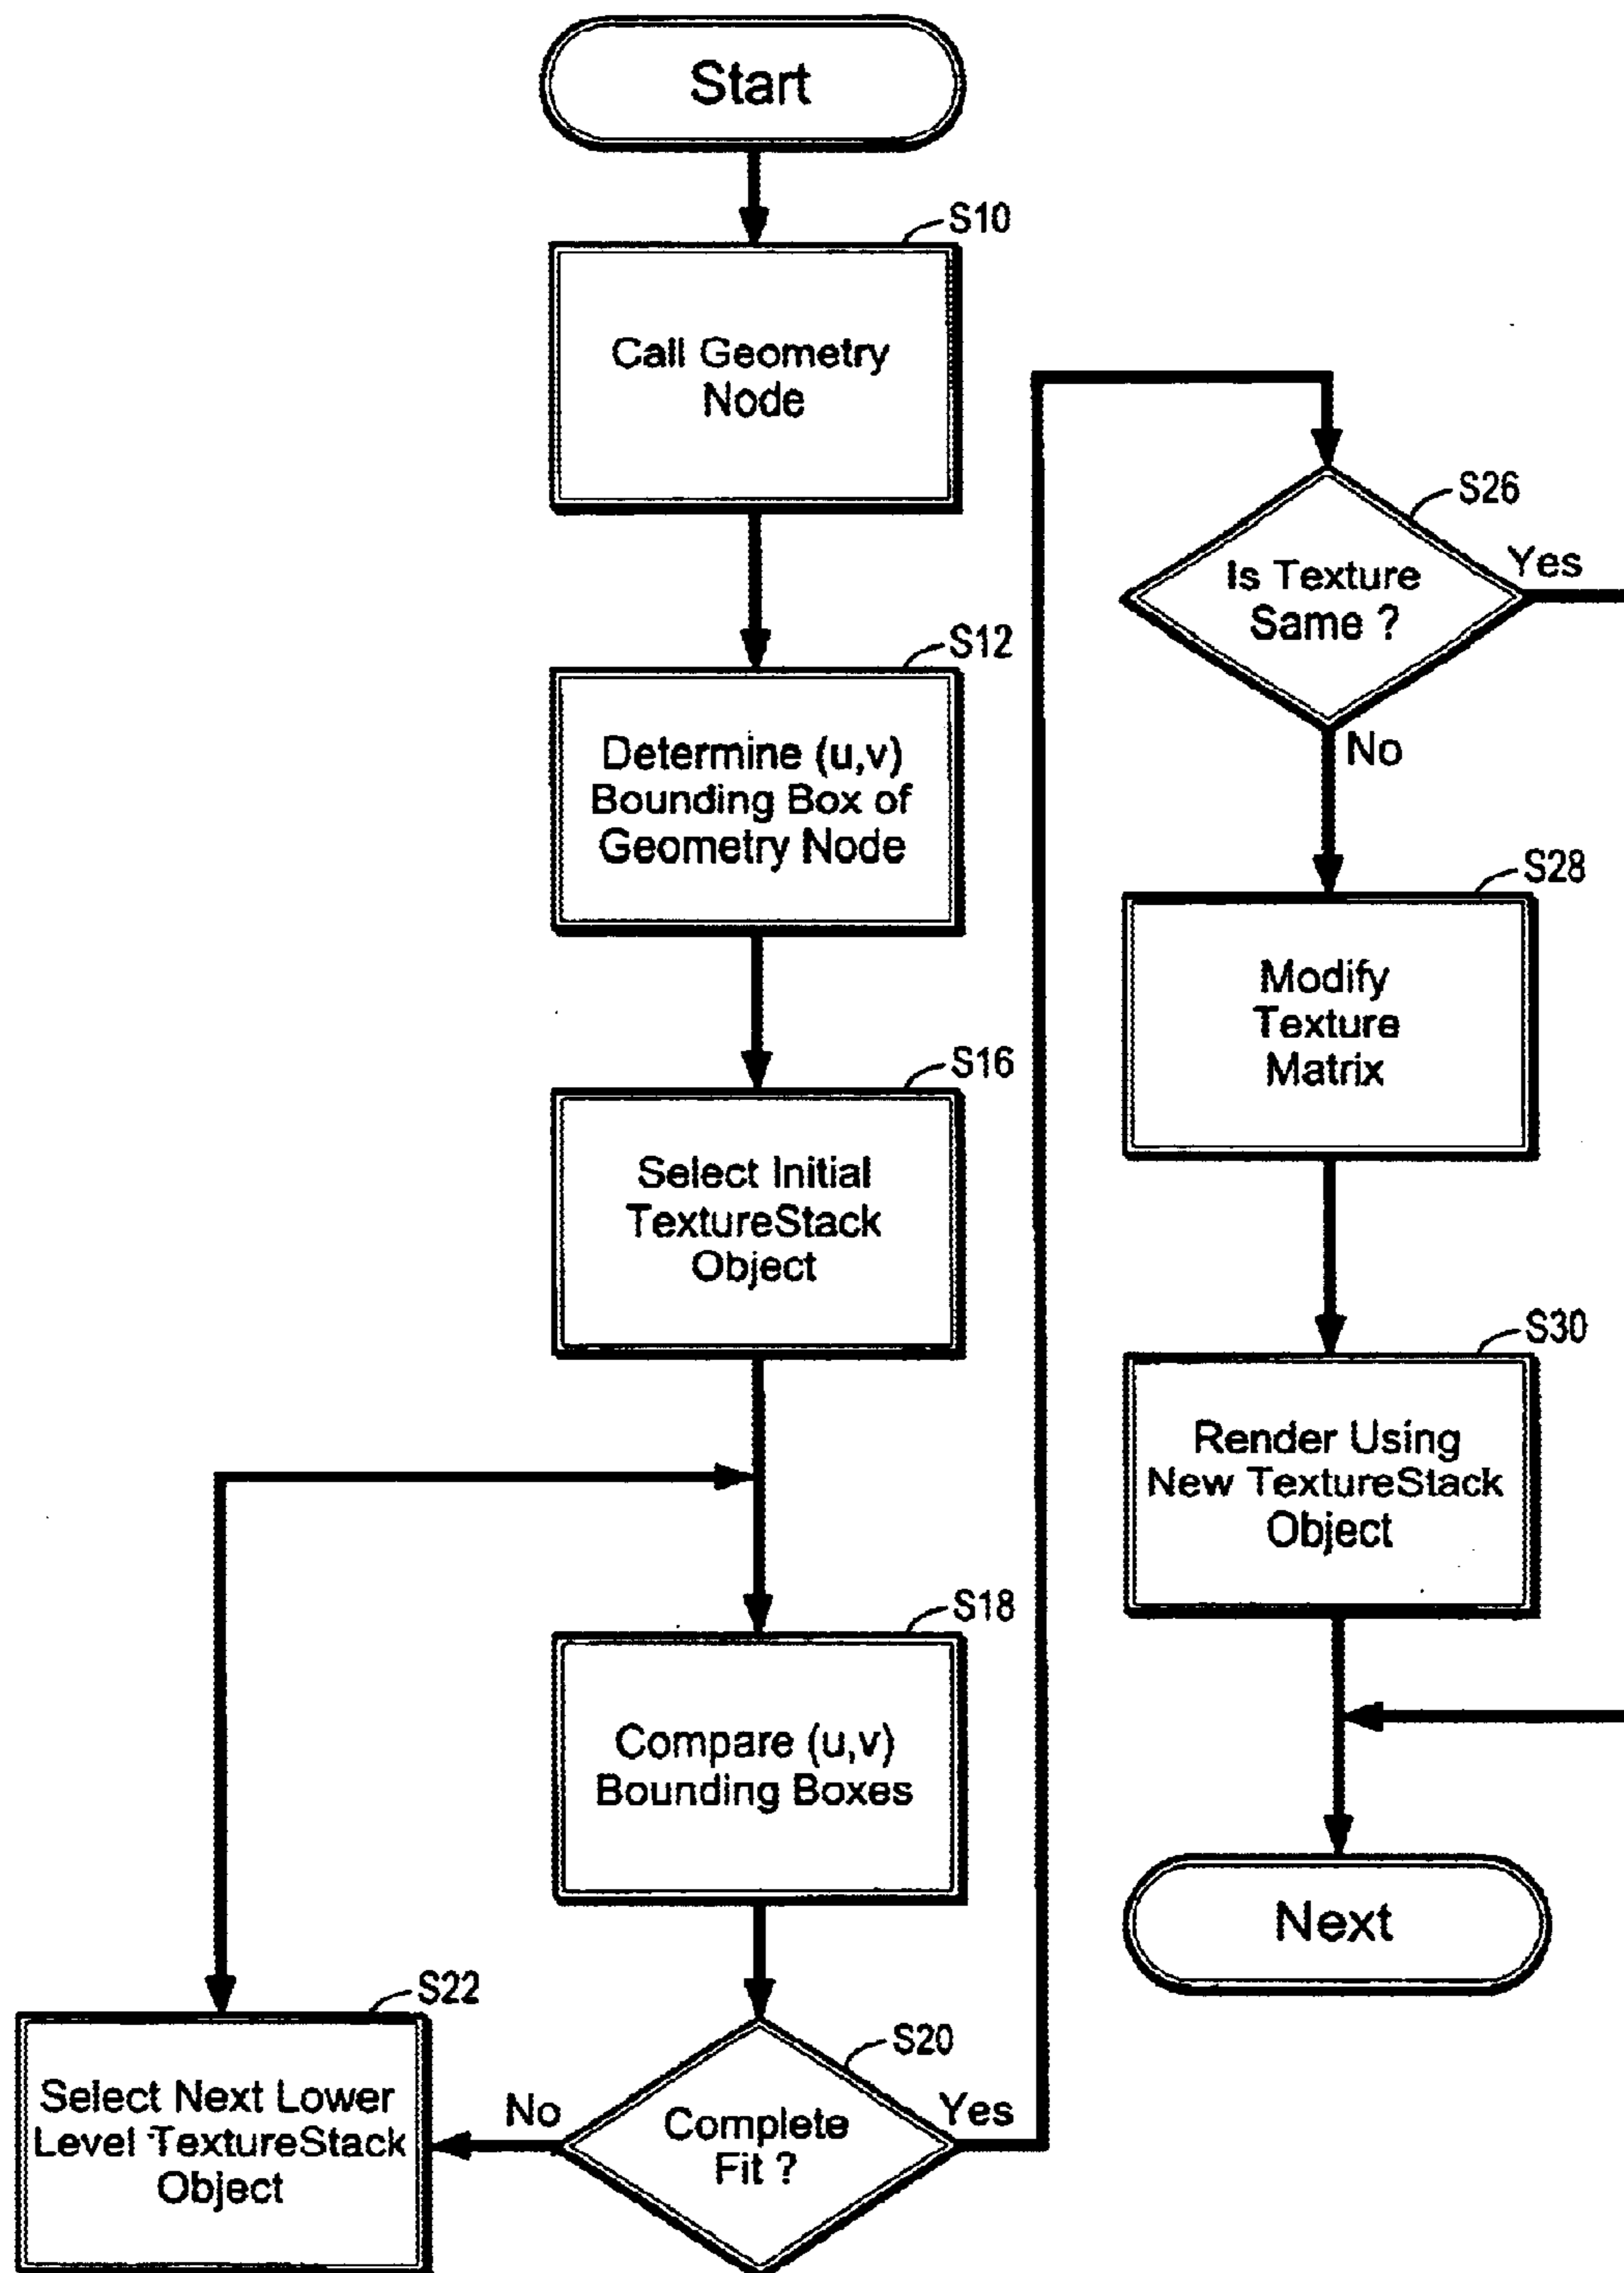 Start
S10
Call Geometry
Node
S12
Determine (u,v)
Bounding Box of
Geometry Node
S16
Select Initial
TextureStack
Object
S18
Compare (u,v)
Bounding Boxes
S20
Complete
Fit ?
No
Yes
S22
Select Next Lower
Level TextureStack
Object
S26
Is Texture
Same ?
Yes
No
S28
Modify
Texture
Matrix
S30
Render Using
New TextureStack
Object
Next